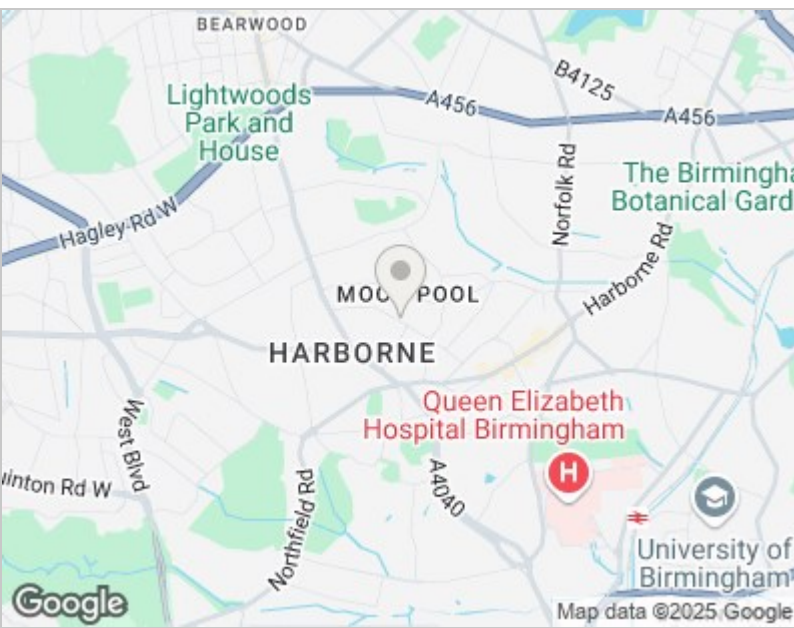 BEARWOOD
B4125
Lightwoods
Park and
House
A456
A456
Norfolk Rd
The Birmingha
Botanical Gard
Hagley Rd W
Harborne Rd
MOO POOL
HARBORNE
Queen Elizabeth
Hospital Birmingham
H
West Blvd
A4040
uinton Rd W
Northfield Rd
University of
Birmingham
Google
Map data ©2025 Google